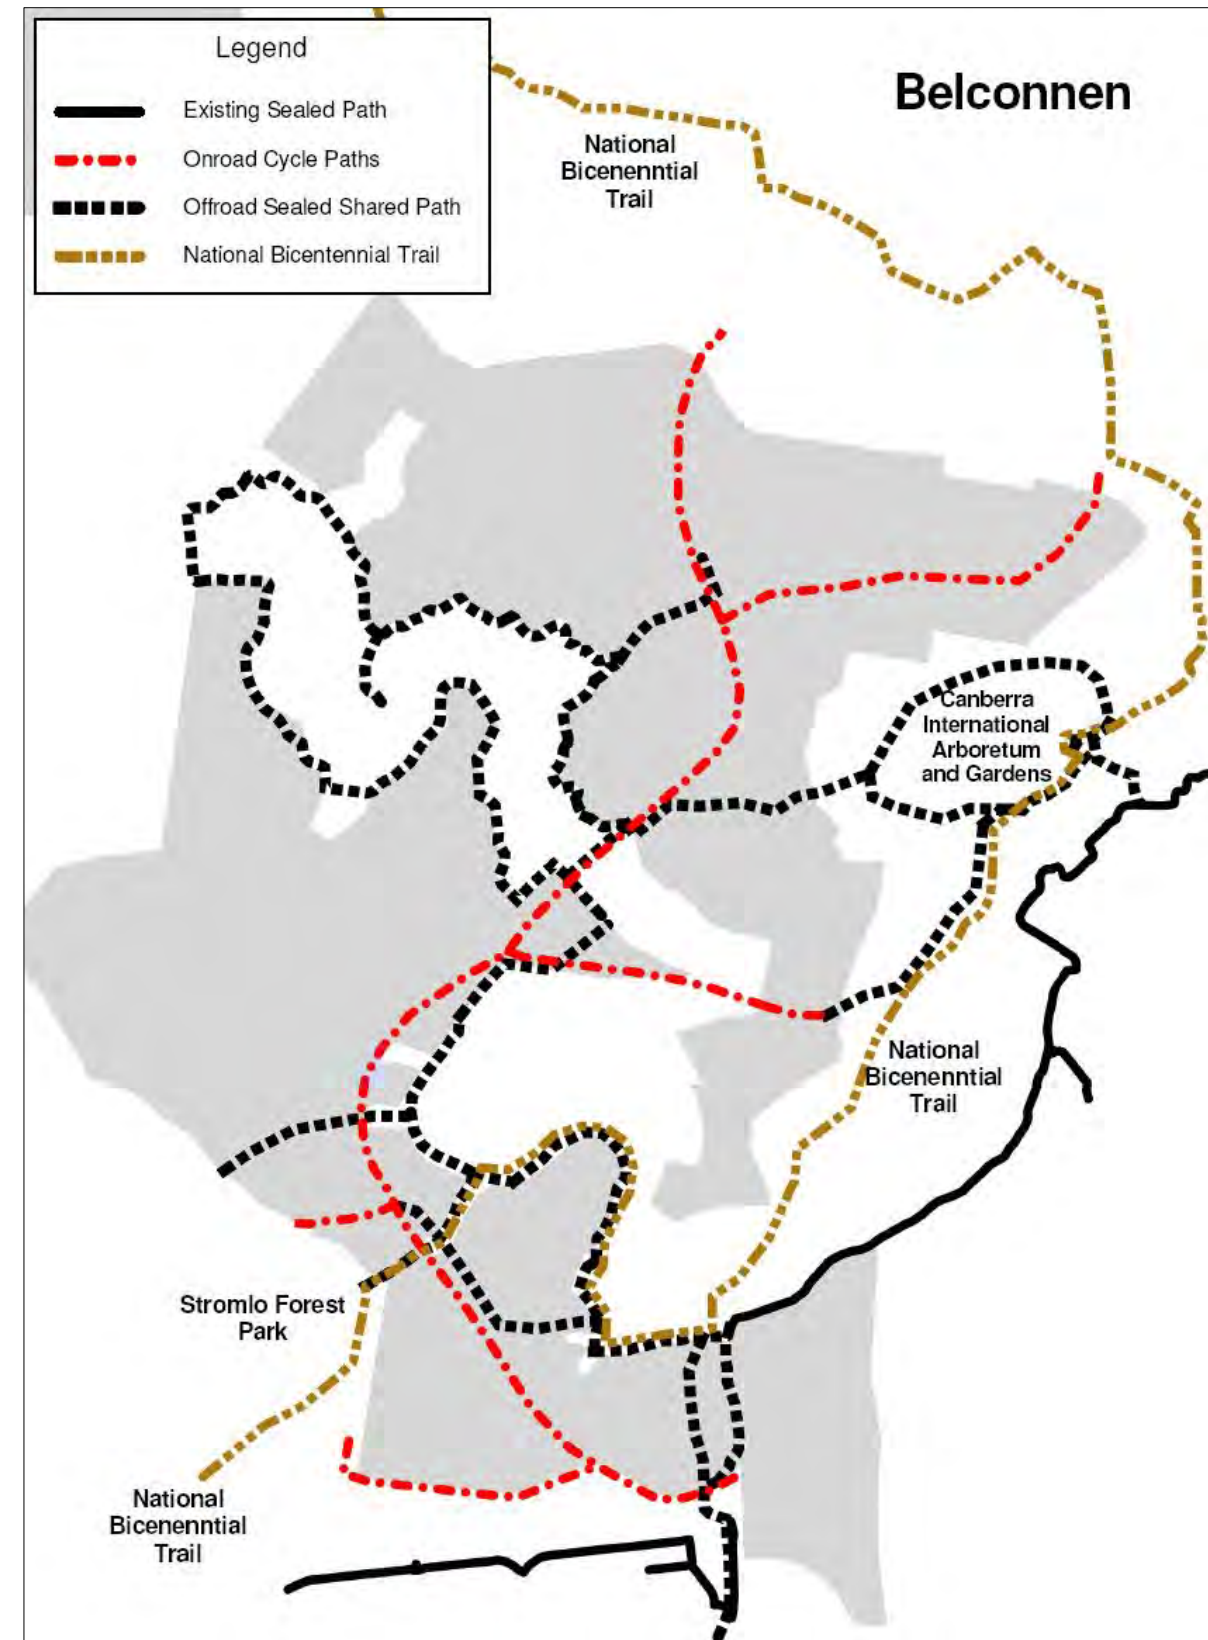 Legend
Existing Sealed Path
Onroad Cycle Paths
Offroad Sealed Shared Path
National Bicentennial Trail
Belconnen
National
Bicenenntial
Trail
Canberra
International
Arboretum
and Gardens
National
Bicenenntial
Trail
Stromlo Forest
Park
National
Bicenenntial
Trail